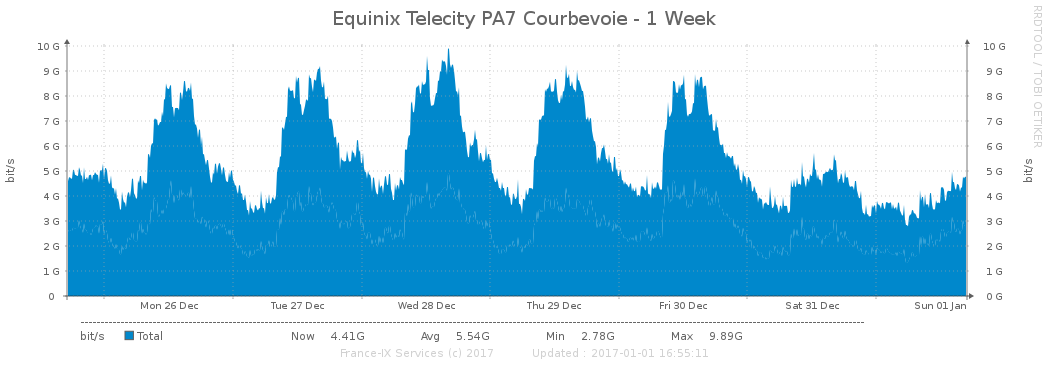 Equinix Telecity PA7 Courbevoie - 1 Week
RRDTOOL / TOBI OETIKER
bit/s
10 G
9 G
8 G
7 G
6 G
5 G
4 G
3 G
2 G
1 G
0
10 G
9 G
8 G
7 G
6 G
5 G
4 G
3 G
2 G
1 G
0 G
bit/s
Mon 26 Dec Tue 27 Dec Wed 28 Dec Thu 29 Dec Fri 30 Dec Sat 31 Dec Sun 01 Jan
bit/s Total Now 4.41G Avg 5.54G Min 2.78G Max 9.89G
France-IX Services (c) 2017 Updated : 2017-01-01 16:55:11